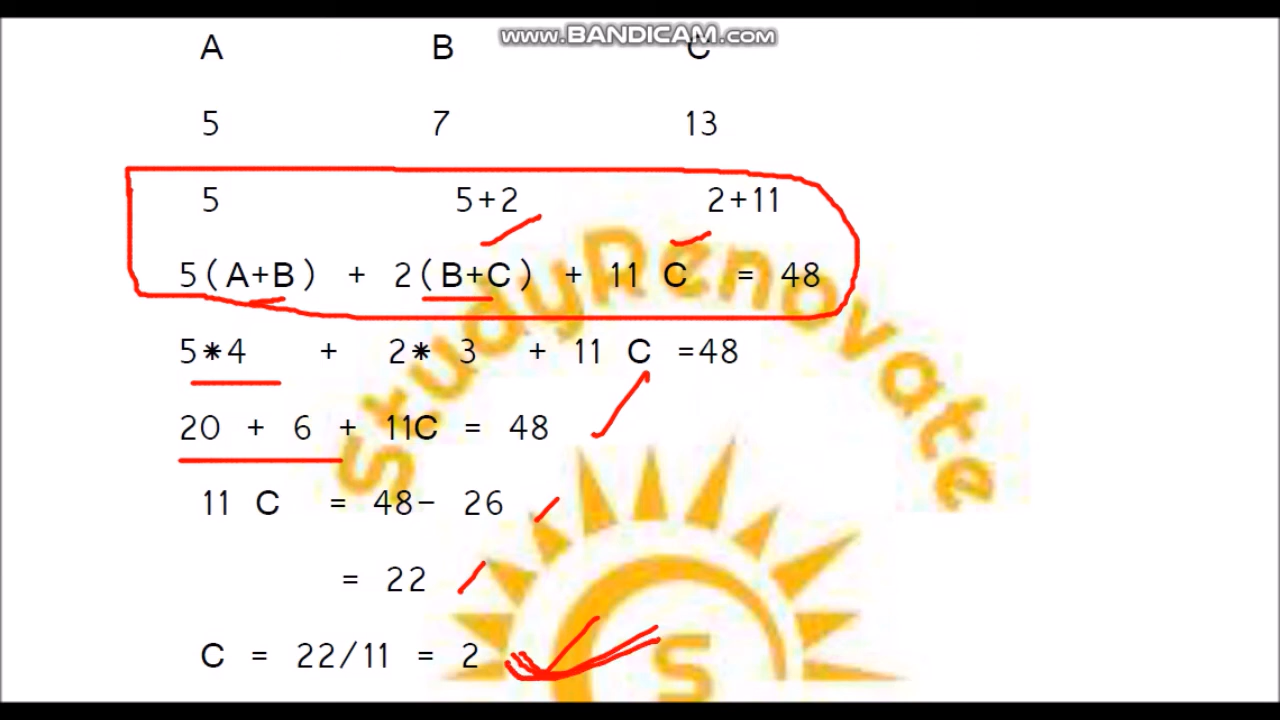 www.BANDICAM.com
A B C
5 7 13
5 5+2 2+11
5(A+B) + 2(B+C) + 11 C = 48
5*4 + 2* 3 + 11 C =48
20 + 6 + 11C = 48
11 C = 48- 26
= 22
C = 22/11 = 2
StudyRenovate
S